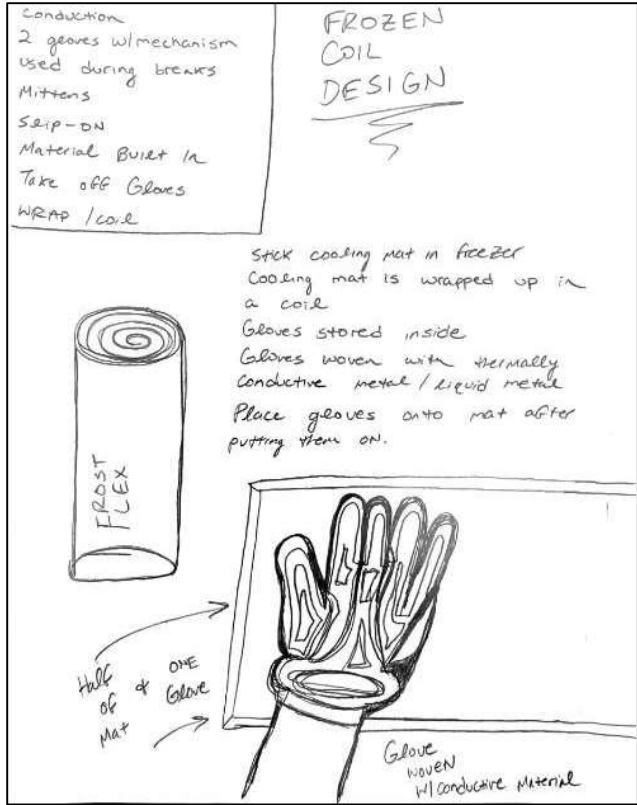 Conduction
2 gloves w/mechanism
used during breaks
Mittens
Slip-ON
Material Built In
Take off Gloves
WRAP/coil
FROZEN
COIL
DESIGN
Stick cooling mat in freezer
Cooling mat is wrapped up in
a coil
Gloves stored inside
Gloves woven with thermally
conductive metal/liquid metal
Place gloves onto mat after
putting them on.
FROST
FLEX
Half & ONE
of Glove
Mat
Glove
WOVEN
W/Conductive Material